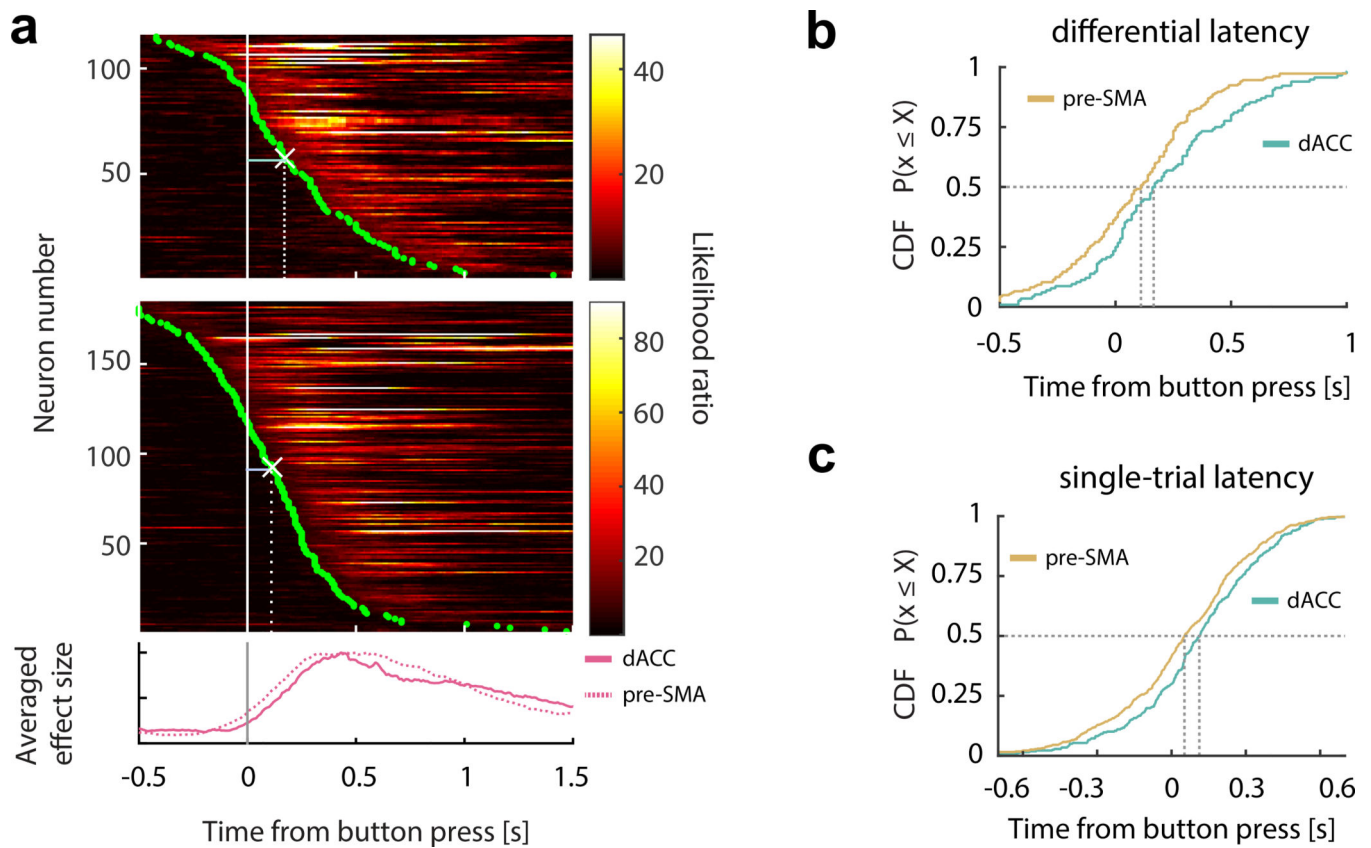 a
Neuron number
100
50
150
100
50
40
20
80
60
40
20
Likelihood ratio
Averaged
effect size
dACC
pre-SMA
-0.5 0 0.5 1 1.5
Time from button press [s]
b
differential latency
CDF P(x ≤ X)
1
0.75
0.5
0.25
0
pre-SMA
dACC
-0.5 0 0.5 1
Time from button press [s]
c
single-trial latency
CDF P(x ≤ X)
1
0.75
0.5
0.25
0
pre-SMA
dACC
-0.6 -0.3 0 0.3 0.6
Time from button press [s]